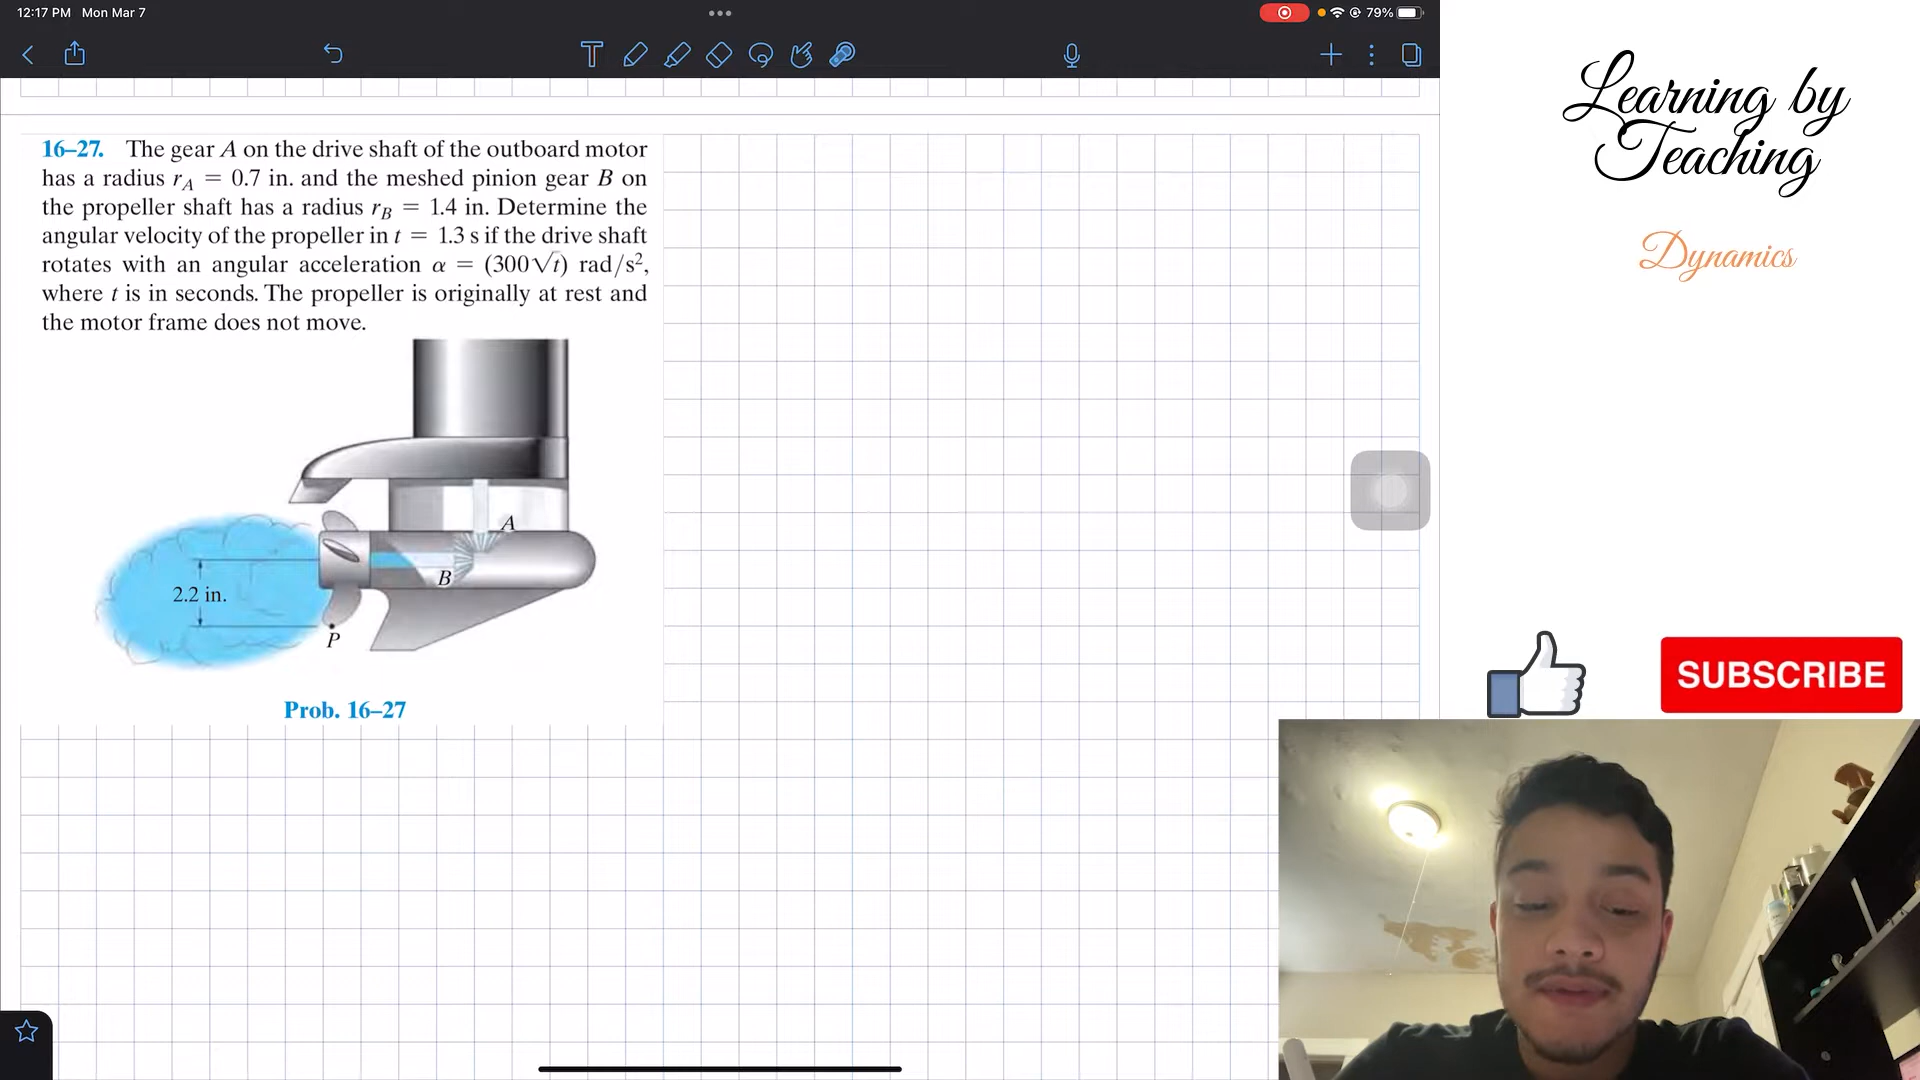 12:17 PM Mon Mar 7
79%
16–27. The gear A on the drive shaft of the outboard motor
has a radius r_A = 0.7 in. and the meshed pinion gear B on
the propeller shaft has a radius r_B = 1.4 in. Determine the
angular velocity of the propeller in t = 1.3 s if the drive shaft
rotates with an angular acceleration α = (300√t) rad/s²,
where t is in seconds. The propeller is originally at rest and
the motor frame does not move.
A
B
2.2 in.
P
Prob. 16–27
Learning by
Teaching
Dynamics
SUBSCRIBE